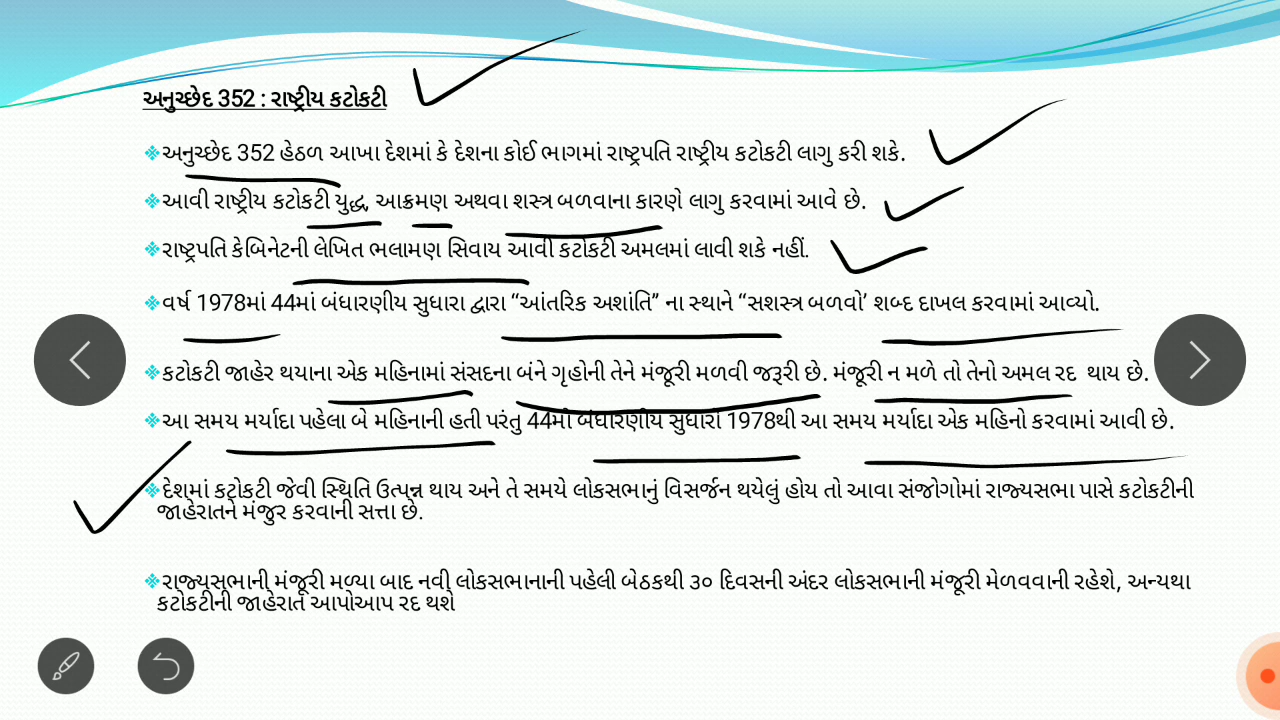 અનુચ્છેદ 352 : રાષ્ટ્રીય કટોકટી
❖અનુચ્છેદ 352 હેઠળ આખા દેશમાં કે દેશના કોઈ ભાગમાં રાષ્ટ્રપતિ રાષ્ટ્રીય કટોકટી લાગુ કરી શકે.
❖આવી રાષ્ટ્રીય કટોકટી યુદ્ધ, આક્રમણ અથવા શસ્ત્ર બળવાના કારણે લાગુ કરવામાં આવે છે.
❖રાષ્ટ્રપતિ કેબિનેટની લેખિત ભલામણ સિવાય આવી કટોકટી અમલમાં લાવી શકે નહીં.
❖વર્ષ 1978માં 44માં બંધારણીય સુધારા દ્વારા “આંતરિક અશાંતિ” ના સ્થાને “સશસ્ત્ર બળવો’ શબ્દ દાખલ કરવામાં આવ્યો.
❖કટોકટી જાહેર થયાના એક મહિનામાં સંસદના બંને ગૃહોની તેને મંજૂરી મળવી જરૂરી છે. મંજૂરી ન મળે તો તેનો અમલ રદ થાય છે.
❖આ સમય મર્યાદા પહેલા બે મહિનાની હતી પરંતુ 44માં બંધારણીય સુધારા 1978થી આ સમય મર્યાદા એક મહિનો કરવામાં આવી છે.
❖દેશમાં કટોકટી જેવી સ્થિતિ ઉત્પન્ન થાય અને તે સમયે લોકસભાનું વિસર્જન થયેલું હોય તો આવા સંજોગોમાં રાજ્યસભા પાસે કટોકટીની
જાહેરાતને મંજુર કરવાની સત્તા છે.
❖રાજ્યસભાની મંજૂરી મળ્યા બાદ નવી લોકસભાનાની પહેલી બેઠકથી ૩૦ દિવસની અંદર લોકસભાની મંજૂરી મેળવવાની રહેશે, અન્યથા
કટોકટીની જાહેરાત આપોઆપ રદ થશે